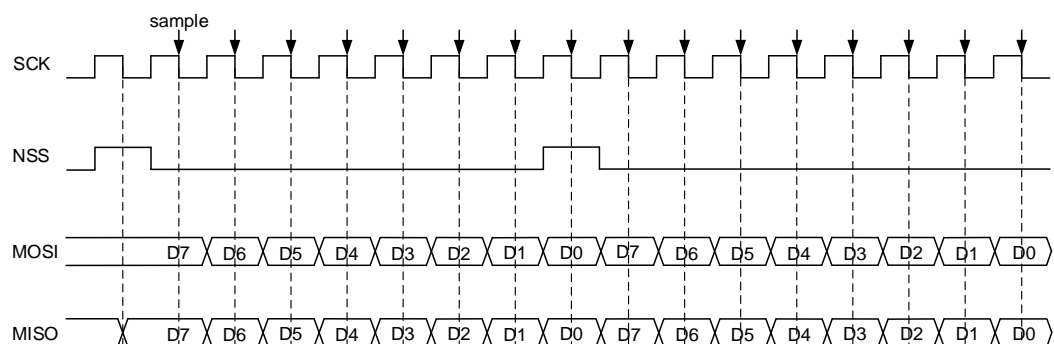 sample
SCK
NSS
MOSI D7 D6 D5 D4 D3 D2 D1 D0 D7 D6 D5 D4 D3 D2 D1 D0
MISO D7 D6 D5 D4 D3 D2 D1 D0 D7 D6 D5 D4 D3 D2 D1 D0